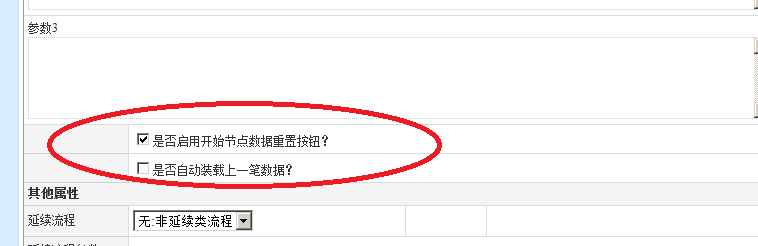 参数3
是否启用开始节点数据重置按钮?
是否自动装载上一笔数据?
其他属性
延续流程 无:非延续类流程